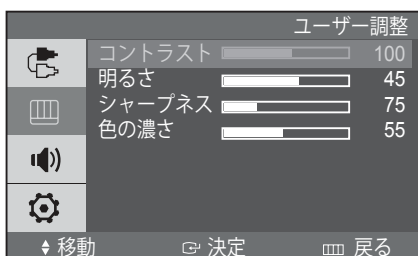 ユーザー調整
コントラスト 100
明るさ 45
シャープネス 75
色の濃さ 55
移動 決定 戻る